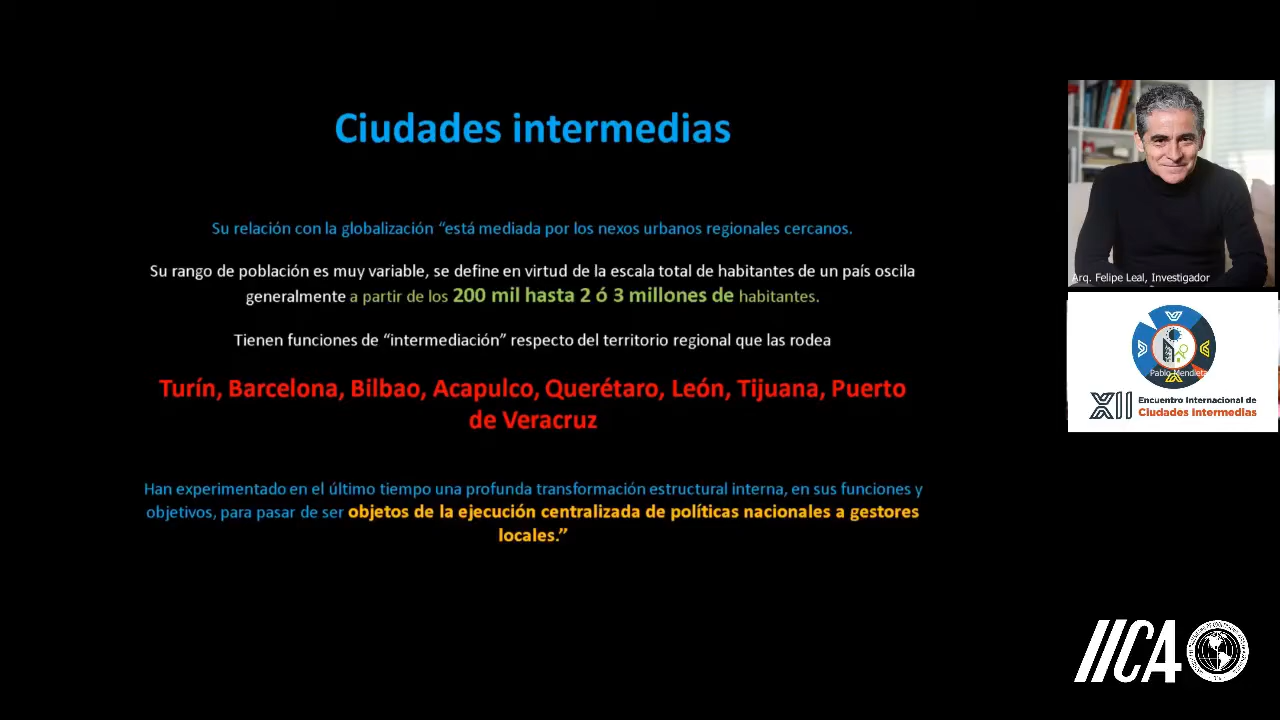 Ciudades intermedias
Su relación con la globalización “está mediada por los nexos urbanos regionales cercanos.
Su rango de población es muy variable, se define en virtud de la escala total de habitantes de un país oscila
generalmente a partir de los 200 mil hasta 2 ó 3 millones de habitantes.
Tienen funciones de “intermediación” respecto del territorio regional que las rodea
Turín, Barcelona, Bilbao, Acapulco, Querétaro, León, Tijuana, Puerto
de Veracruz
Han experimentado en el último tiempo una profunda transformación estructural interna, en sus funciones y
objetivos, para pasar de ser objetos de la ejecución centralizada de políticas nacionales a gestores
locales.”
Arq. Felipe Leal, Investigador
Pablo Mendieta
XII Encuentro Internacional de
Ciudades Intermedias
IICA